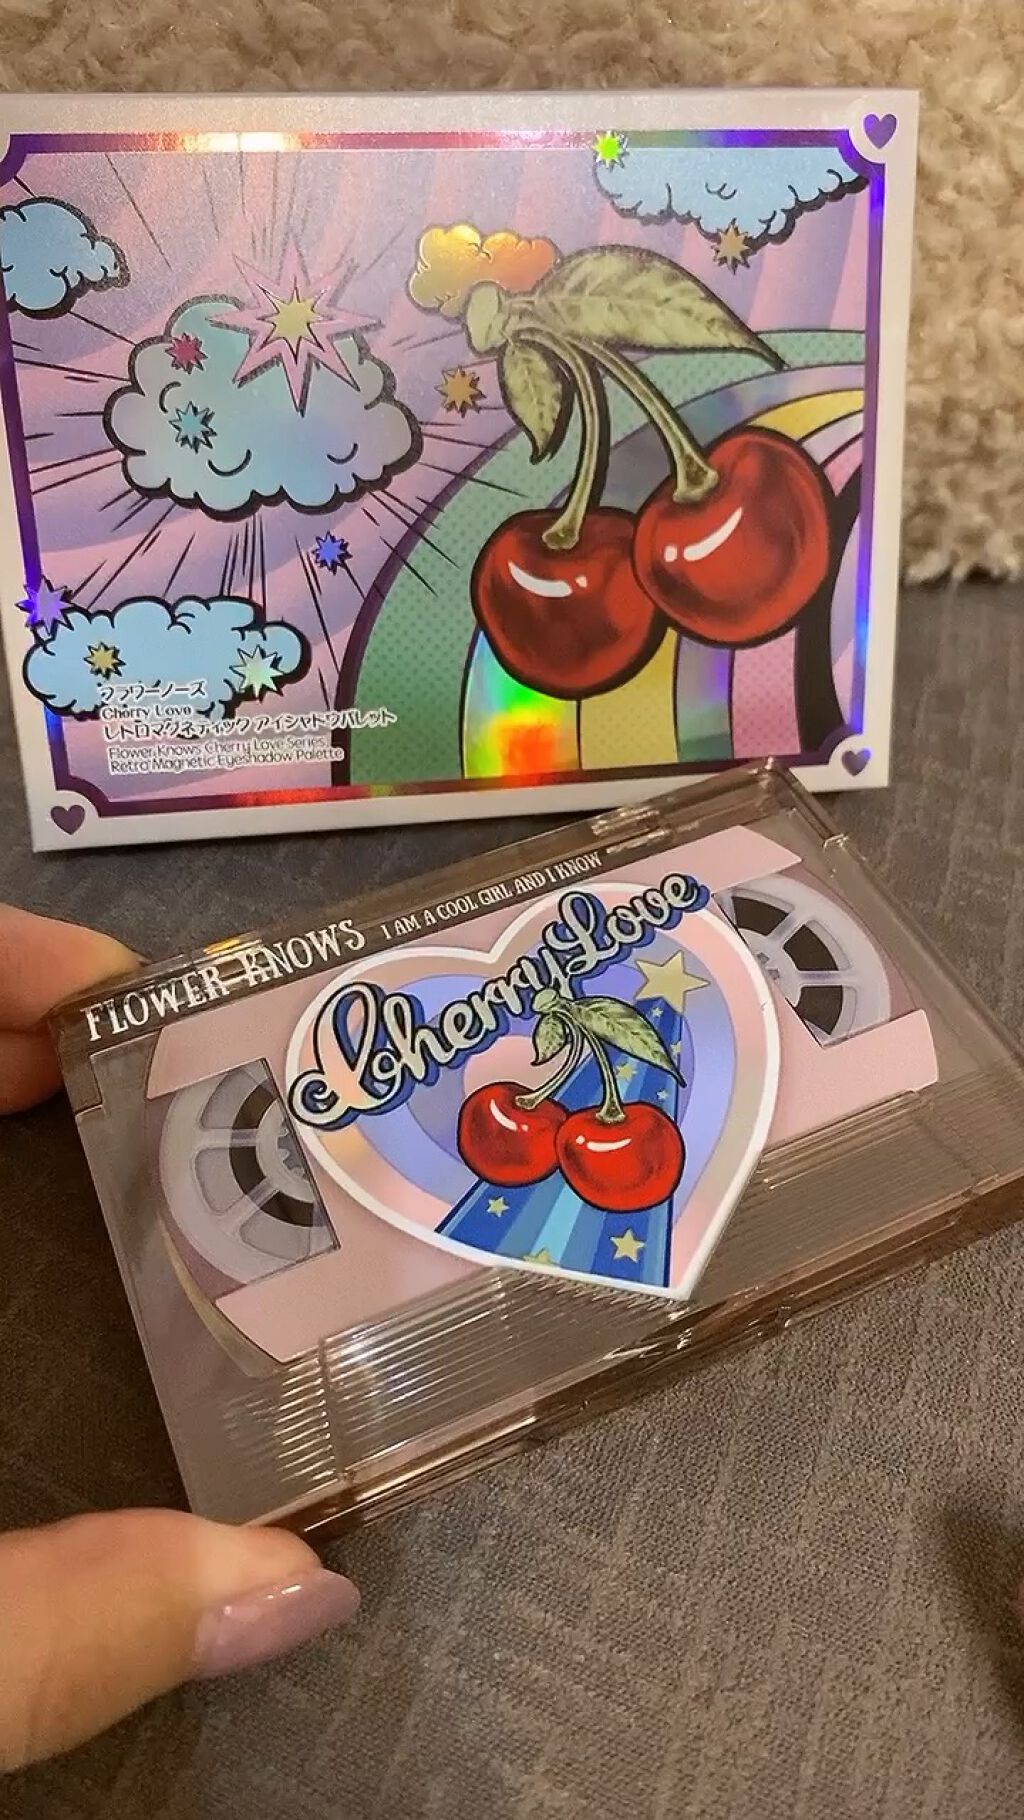 フラワーノーズ
Cherry Love
レトロマグネティック アイシャドウパレット
Flower Knows Cherry Love Series
Retro Magnetic Eyeshadow Palette
FLOWER KNOWS I AM A COOL GIRL AND I KNOW
Cherry Love